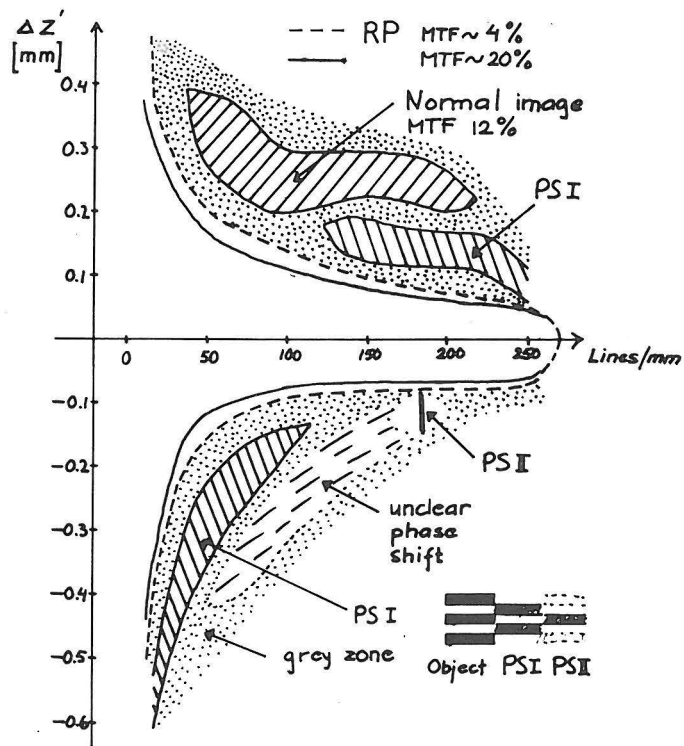 ΔZ'
[mm]
RP MTF~4%
MTF~20%
Normal image
MTF 12%
PS I
0.4
0.3
0.2
0.1
0 50 100 150 200 250 Lines/mm
-0.1
-0.2
-0.3
-0.4
-0.5
-0.6
PS II
unclear
phase
shift
PS I
grey zone
Object PSI PSII